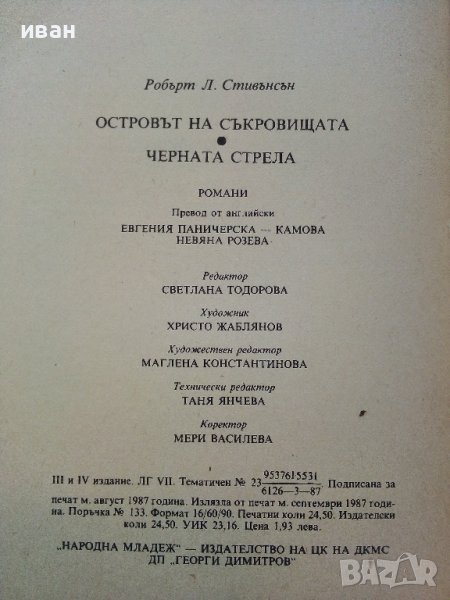 иван
Робърт Л. Стивънсън
ОСТРОВЪТ НА СЪКРОВИЩАТА
•
ЧЕРНАТА СТРЕЛА
РОМАНИ
Превод от английски
ЕВГЕНИЯ ПАНИЧЕРСКА — КАМОВА
НЕВЯНА РОЗЕВА
Редактор
СВЕТЛАНА ТОДОРОВА
Художник
ХРИСТО ЖАБЛЯНОВ
Художествен редактор
МАГЛЕНА КОНСТАНТИНОВА
Технически редактор
ТАНЯ ЯНЧЕВА
Коректор
МЕРИ ВАСИЛЕВА
III и IV издание. ЛГ VII. Тематичен № 23 9537615531 / 6126—3—87 . Подписана за
печат м. август 1987 година. Излязла от печат м. септември 1987 годи-
на. Поръчка № 133. Формат 16/60/90. Печатни коли 24,50. Издателски
коли 24,50. УИК 23,16. Цена 1,93 лева.
„НАРОДНА МЛАДЕЖ“ — ИЗДАТЕЛСТВО НА ЦК НА ДКМС
ДП „ГЕОРГИ ДИМИТРОВ“
BAZAR